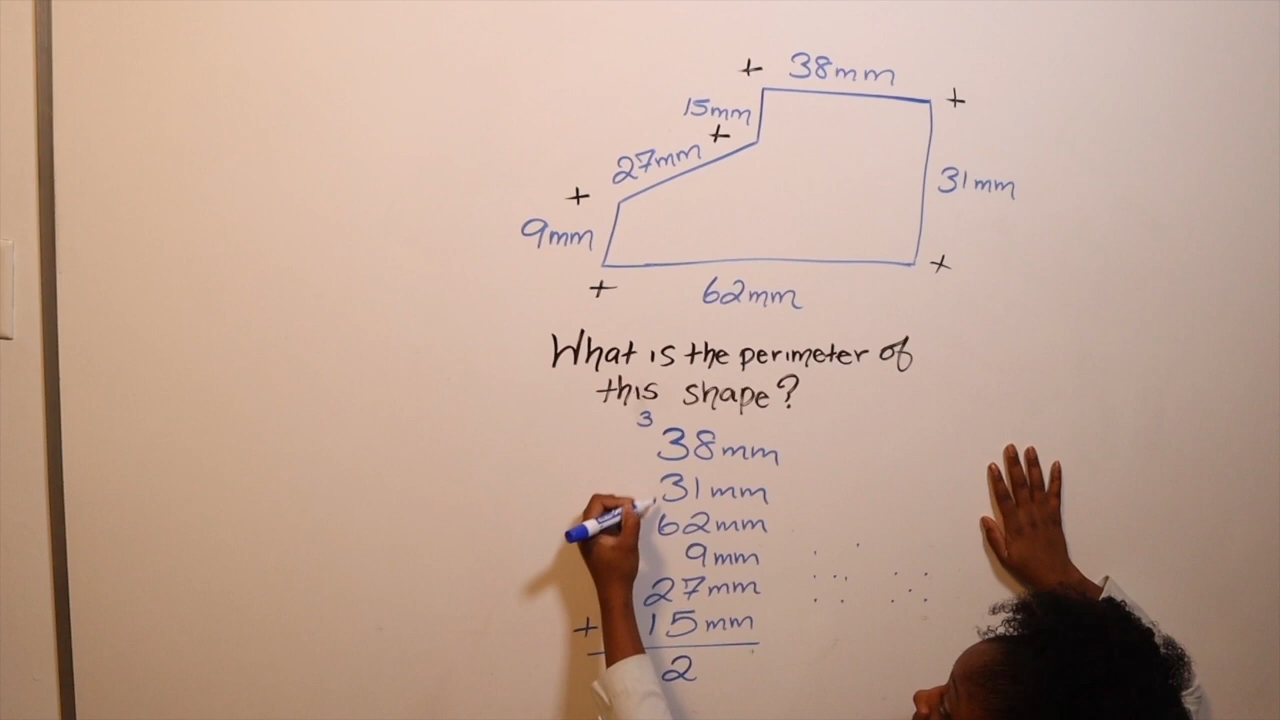 + 38mm +
15mm
+
27mm
31mm
+
9mm
+
+
62mm
What is the perimeter of
this shape?
3
38mm
31mm
62mm
9mm
27mm
+ 15mm
2